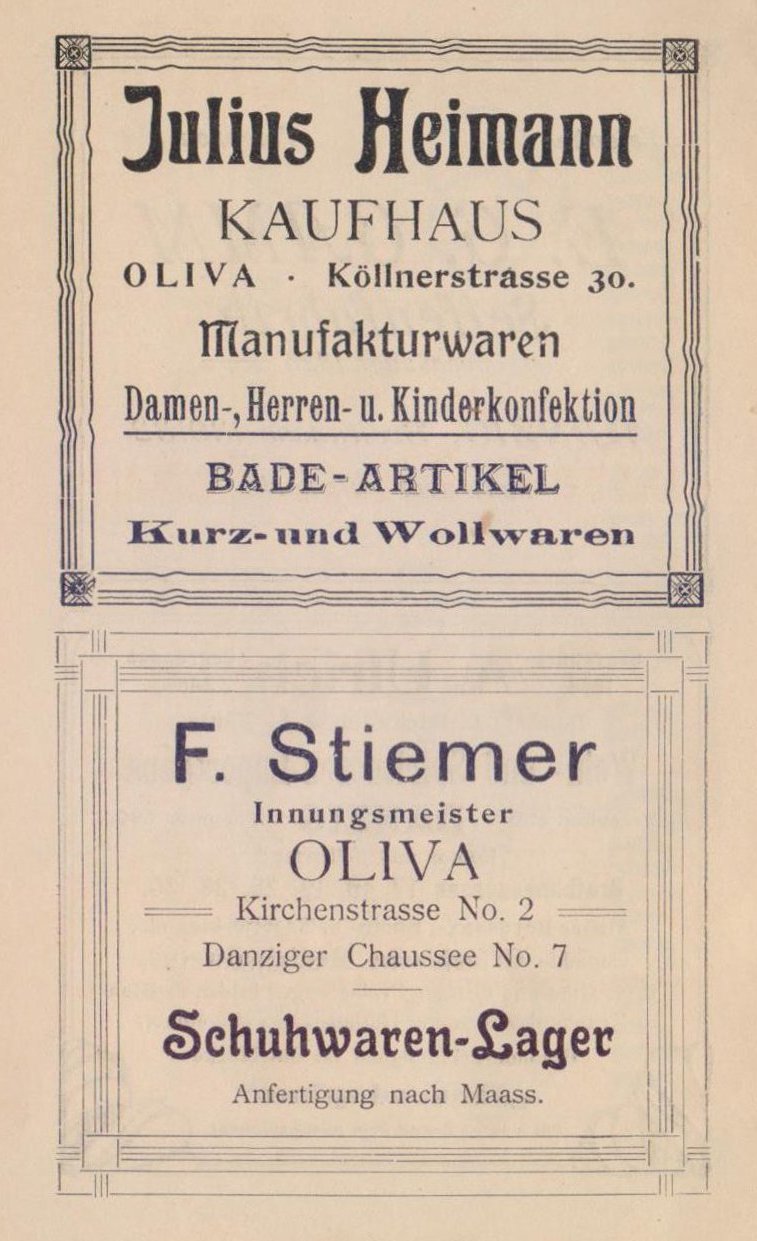 Julius Heimann
KAUFHAUS
OLIVA · Köllnerstrasse 30.
Manufakturwaren
Damen-, Herren- u. Kinderkonfektion
BADE-ARTIKEL
Kurz- und Wollwaren
F. Stiemer
Innungsmeister
OLIVA
Kirchenstrasse No. 2
Danziger Chaussee No. 7
Schuhwaren-Lager
Anfertigung nach Maass.